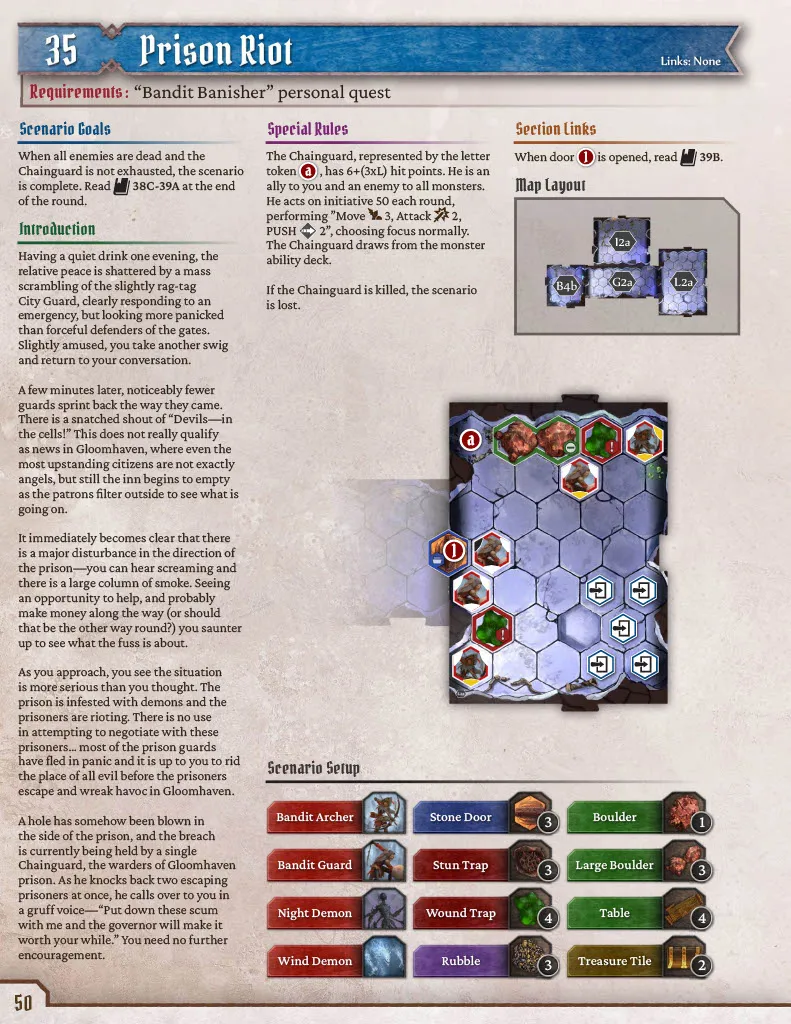 35 Prison Riot
Links: None
Requirements: “Bandit Banisher” personal quest
Scenario Goals
When all enemies are dead and the
Chainguard is not exhausted, the scenario
is complete. Read 38C-39A at the end
of the round.
Introduction
Having a quiet drink one evening, the
relative peace is shattered by a mass
scrambling of the slightly rag-tag
City Guard, clearly responding to an
emergency, but looking more panicked
than forceful defenders of the gates.
Slightly amused, you take another swig
and return to your conversation.
A few minutes later, noticeably fewer
guards sprint back the way they came.
There is a snatched shout of “Devils—in
the cells!” This does not really qualify
as news in Gloomhaven, where even the
most upstanding citizens are not exactly
angels, but still the inn begins to empty
as the patrons filter outside to see what is
going on.
It immediately becomes clear that there
is a major disturbance in the direction of
the prison—you can hear screaming and
there is a large column of smoke. Seeing
an opportunity to help, and probably
make money along the way (or should
that be the other way round?) you saunter
up to see what the fuss is about.
As you approach, you see the situation
is more serious than you thought. The
prison is infested with demons and the
prisoners are rioting. There is no use
in attempting to negotiate with these
prisoners... most of the prison guards
have fled in panic and it is up to you to rid
the place of all evil before the prisoners
escape and wreak havoc in Gloomhaven.
A hole has somehow been blown in
the side of the prison, and the breach
is currently being held by a single
Chainguard, the warders of Gloomhaven
prison. As he knocks back two escaping
prisoners at once, he calls over to you in
a gruff voice—“Put down these scum
with me and the governor will make it
worth your while.” You need no further
encouragement.
Special Rules
The Chainguard, represented by the letter
token a, has 6+(3xL) hit points. He is an
ally to you and an enemy to all monsters.
He acts on initiative 50 each round,
performing ”Move 3, Attack 2,
PUSH 2”, choosing focus normally.
The Chainguard draws from the monster
ability deck.
If the Chainguard is killed, the scenario
is lost.
Section Links
When door 1 is opened, read 39B.
Map Layout
I2a
B4b G2a L2a
a
!
1
!
Scenario Setup
Bandit Archer Stone Door 3 Boulder 1
Bandit Guard Stun Trap 3 Large Boulder 3
Night Demon Wound Trap 4 Table 4
Wind Demon Rubble 3 Treasure Tile 2
50